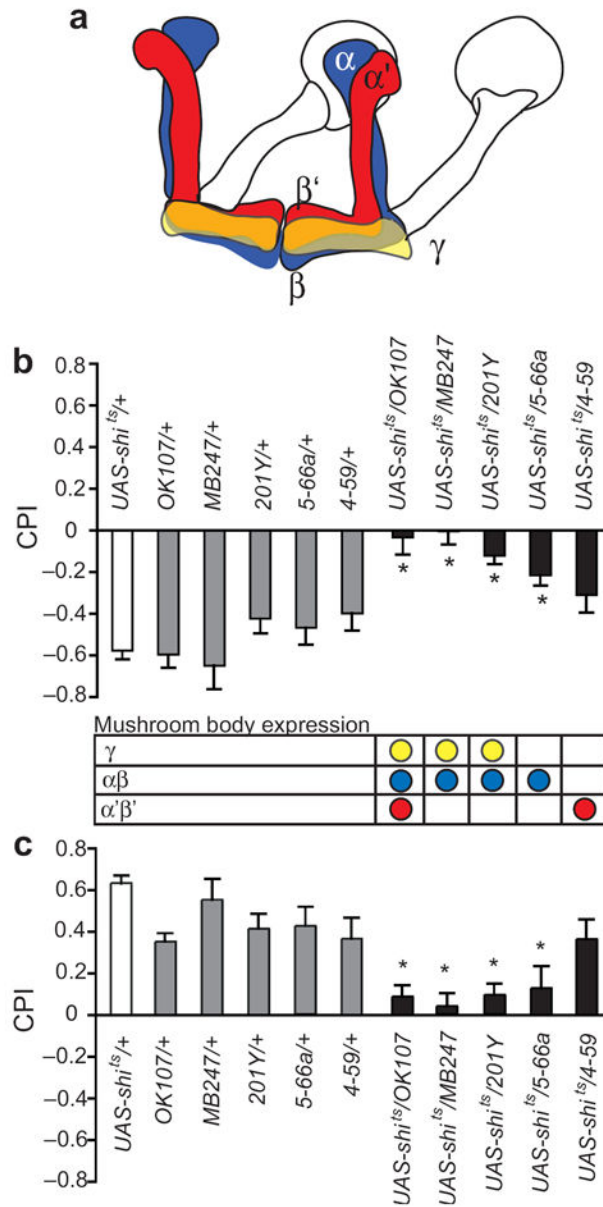 a
α
α'
β'
β
γ
b
UAS-shi ts/+
OK107/+
MB247/+
201Y/+
5-66a/+
4-59/+
UAS-shi ts/OK107
UAS-shi ts/MB247
UAS-shi ts/201Y
UAS-shi ts/5-66a
UAS-shi ts/4-59
CPI
0.8
0.6
0.4
0.2
0
−0.2
−0.4
−0.6
−0.8
* * * *
Mushroom body expression
γ
αβ
α'β'
c
CPI
0.8
0.6
0.4
0.2
0
−0.2
−0.4
−0.6
−0.8
* * * *
UAS-shi ts/+
OK107/+
MB247/+
201Y/+
5-66a/+
4-59/+
UAS-shi ts/OK107
UAS-shi ts/MB247
UAS-shi ts/201Y
UAS-shi ts/5-66a
UAS-shi ts/4-59